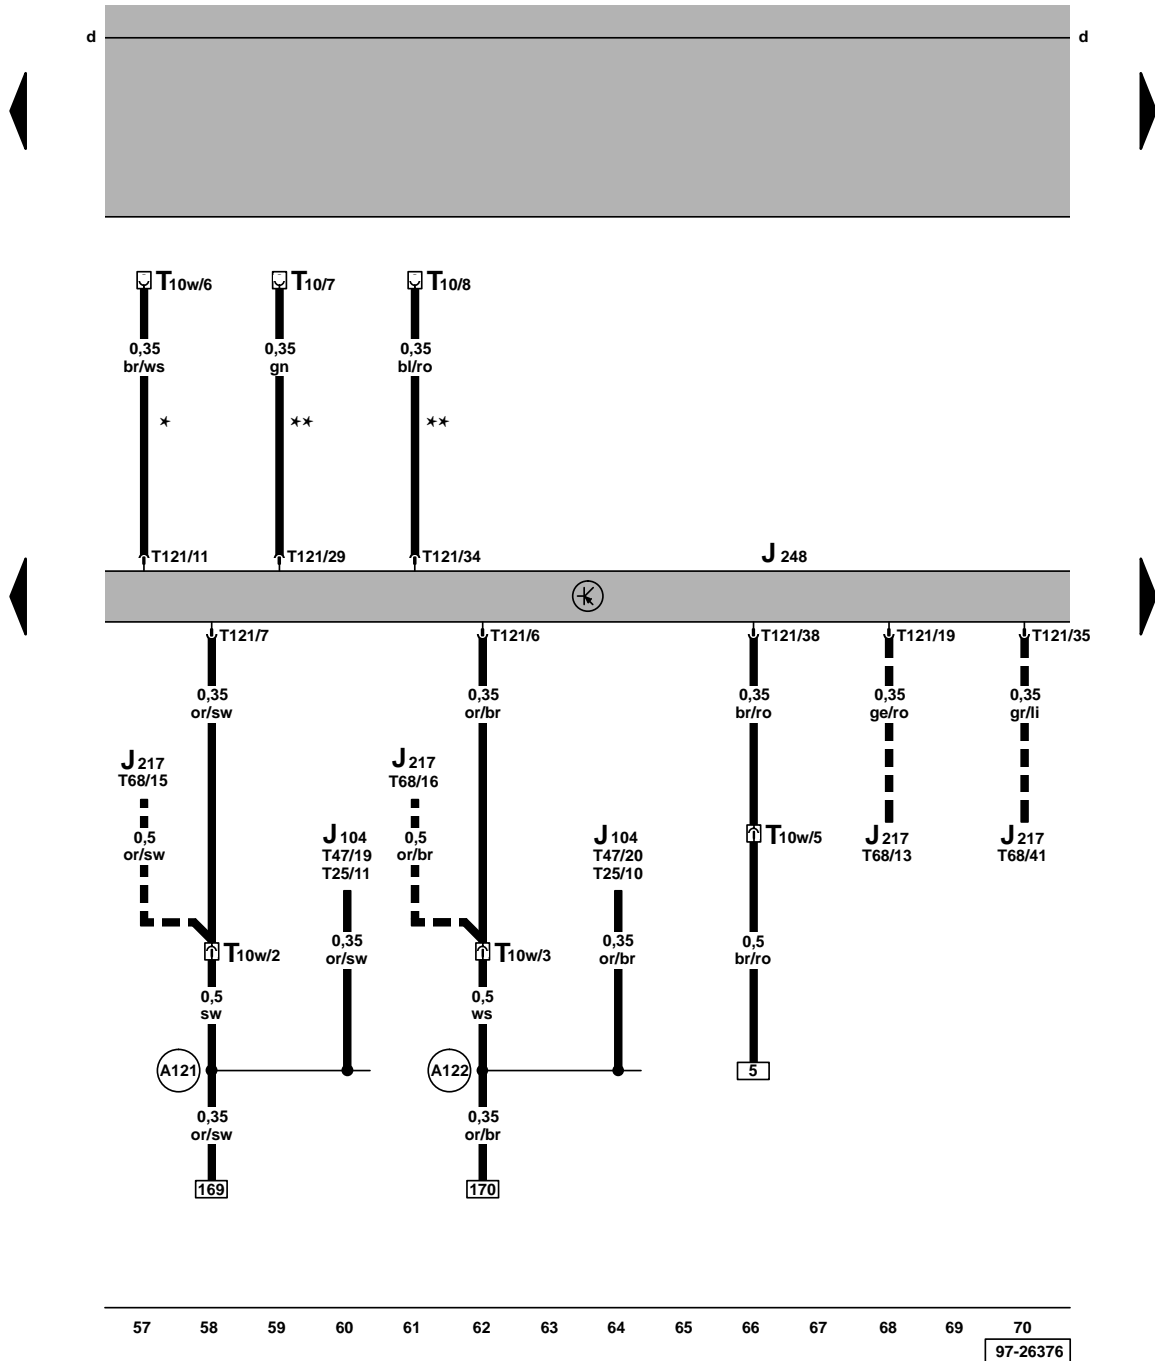 d d
T10w/6 T10/7 T10/8
0,35 0,35 0,35
br/ws gn bl/ro
* ** **
T121/11 T121/29 T121/34 J 248
T121/7 T121/6 T121/38 T121/19 T121/35
0,35 0,35 0,35 0,35 0,35
or/sw or/br br/ro ge/ro gr/li
J 217 J 217
T68/15 T68/16
0,5 0,5
or/sw or/br
J 104 J 104 T10w/5 J 217 J 217
T47/19 T47/20 T68/13 T68/41
T25/11 T25/10
0,35 0,35 0,5
or/sw or/br br/ro
T10w/2 T10w/3
0,5 0,5
sw ws
A121 A122 5
0,35 0,35
or/sw or/br
169 170
57 58 59 60 61 62 63 64 65 66 67 68 69 70
97-26376